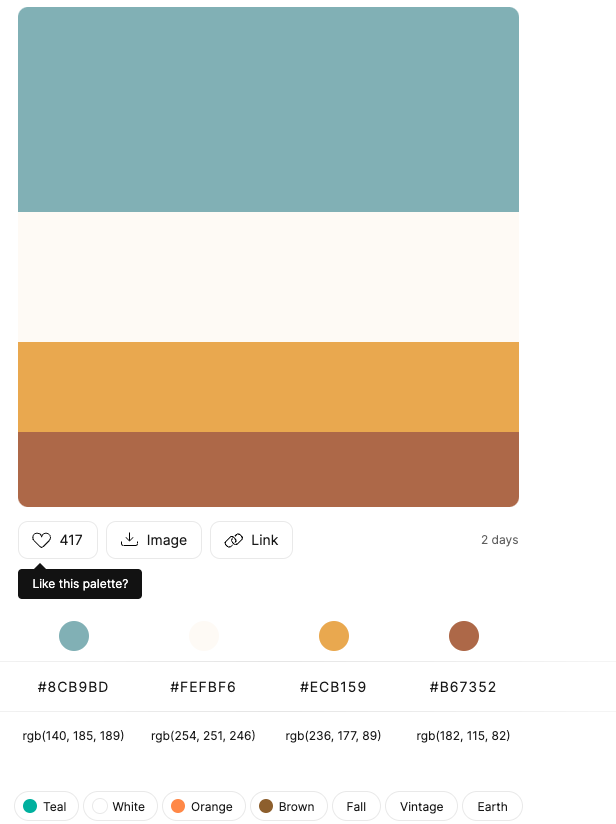 417 Image Link 2 days
Like this palette?
#8CB9BD #FEFBF6 #ECB159 #B67352
rgb(140, 185, 189) rgb(254, 251, 246) rgb(236, 177, 89) rgb(182, 115, 82)
Teal White Orange Brown Fall Vintage Earth